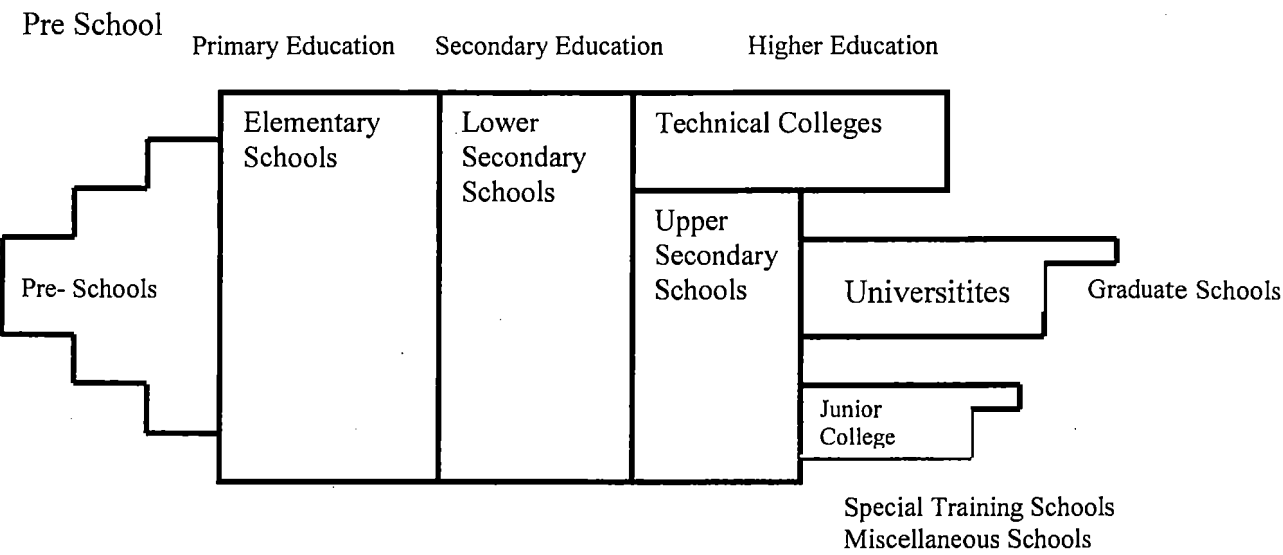 Pre School
Primary Education
Secondary Education
Higher Education
Elementary
Schools
Lower
Secondary
Schools
Technical Colleges
Upper
Secondary
Schools
Pre- Schools
Universitites
Graduate Schools
Junior
College
Special Training Schools
Miscellaneous Schools